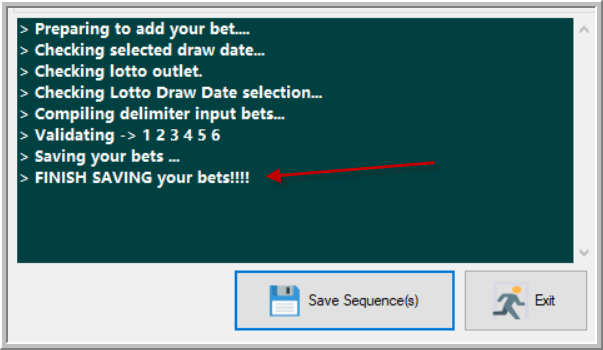 > Preparing to add your bet....
> Checking selected draw date...
> Checking lotto outlet.
> Checking Lotto Draw Date selection...
> Compiling delimiter input bets...
> Validating -> 1 2 3 4 5 6
> Saving your bets ...
> FINISH SAVING your bets!!!!
Save Sequence(s)
Exit